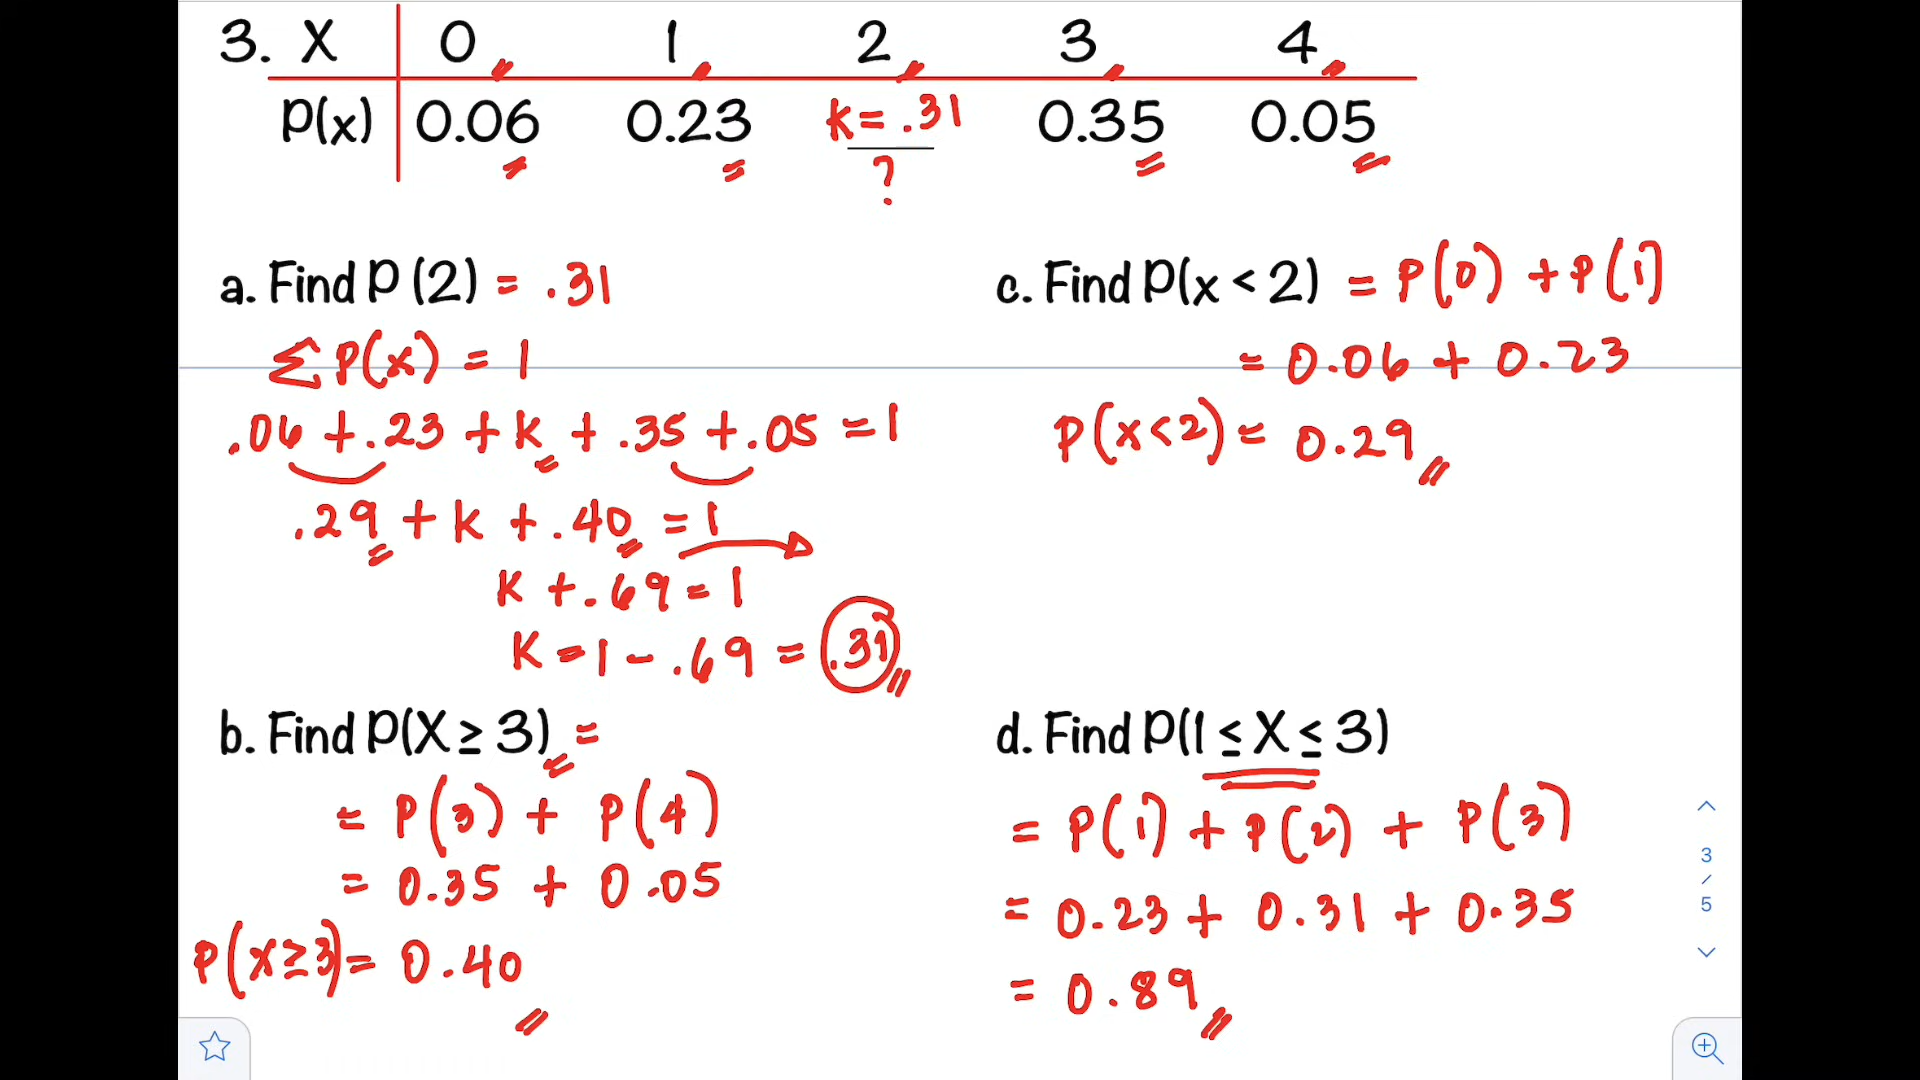 3. X 0 1 2 3 4
P(x) 0.06 0.23 k = .31 0.35 0.05
?
a. Find P (2) = .31
Σ P(x) = 1
.06 + .23 + k + .35 + .05 = 1
.29 + k + .40 = 1
k + .69 = 1
K = 1 - .69 = .31
b. Find P(X ≥ 3) =
= P(3) + P(4)
= 0.35 + 0.05
P(X≥3) = 0.40
c. Find P(x < 2) = P(0) + P(1)
= 0.06 + 0.23
P(x<2) = 0.29
d. Find P(1 ≤ X ≤ 3)
= P(1) + P(2) + P(3)
= 0.23 + 0.31 + 0.35
= 0.89
3
/
5